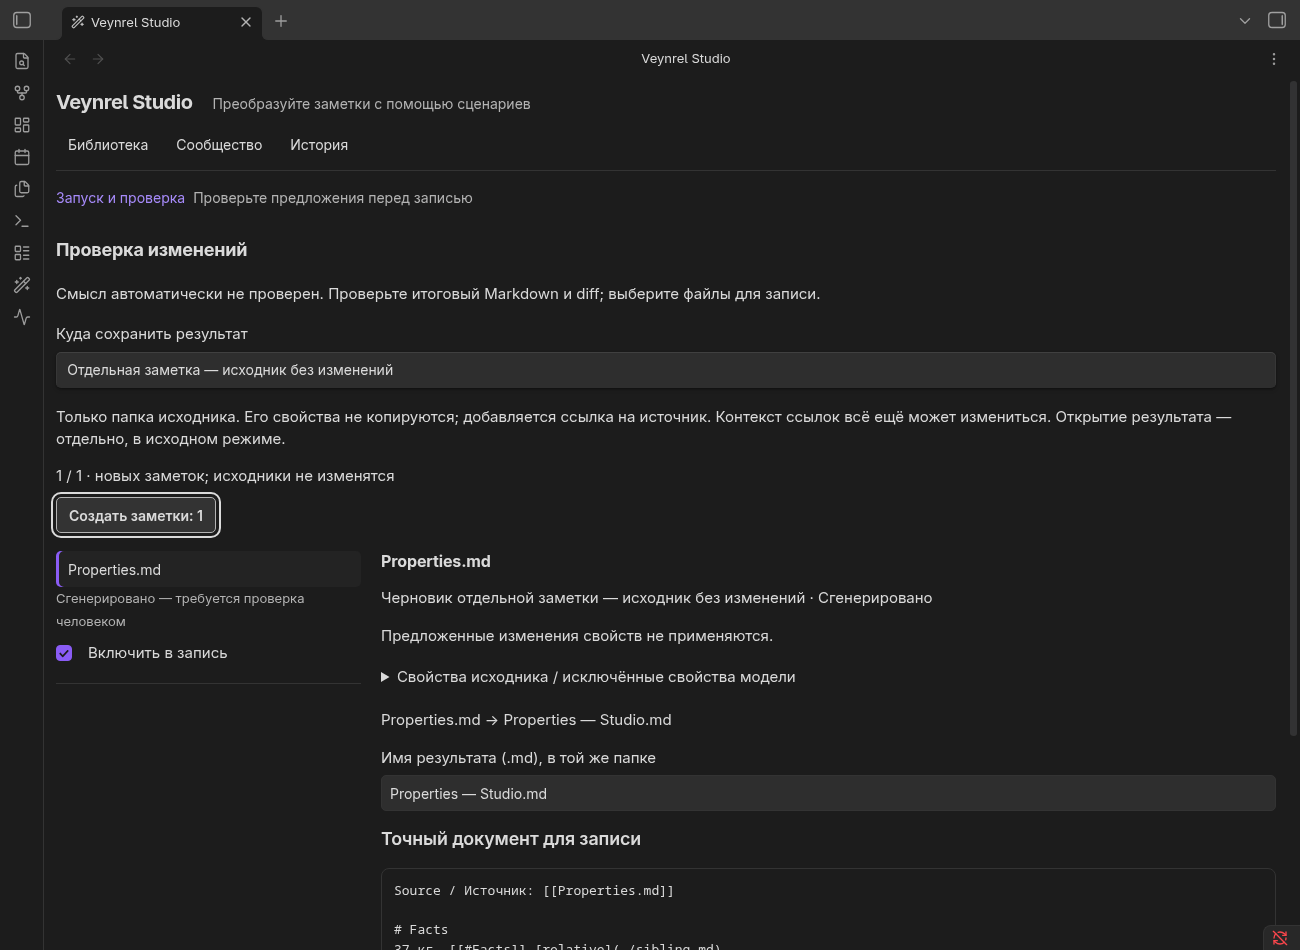 Veynrel Studio
Veynrel Studio
Veynrel Studio Преобразуйте заметки с помощью сценариев
Библиотека Сообщество История
Запуск и проверка Проверьте предложения перед записью
Проверка изменений
Смысл автоматически не проверен. Проверьте итоговый Markdown и diff; выберите файлы для записи.
Куда сохранить результат
Отдельная заметка — исходник без изменений
Только папка исходника. Его свойства не копируются; добавляется ссылка на источник. Контекст ссылок всё ещё может измениться. Открытие результата —
отдельно, в исходном режиме.
1 / 1 · новых заметок; исходники не изменятся
Создать заметки: 1
Properties.md
Сгенерировано — требуется проверка
человеком
Включить в запись
Properties.md
Черновик отдельной заметки — исходник без изменений · Сгенерировано
Предложенные изменения свойств не применяются.
Свойства исходника / исключённые свойства модели
Properties.md → Properties — Studio.md
Имя результата (.md), в той же папке
Properties — Studio.md
Точный документ для записи
Source / Источник: [[Properties.md]]
# Facts
37 кг. [[#Facts]] [relative](./sibling.md)